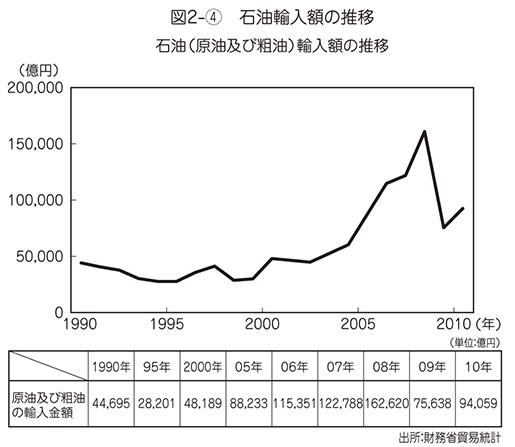 図2-④　石油輸入額の推移
石油（原油及び粗油）輸入額の推移
（億円）
200,000
150,000
100,000
50,000
0
1990 1995 2000 2005 2010（年）
（単位:億円）
1990年 95年 2000年 05年 06年 07年 08年 09年 10年
原油及び粗油
の輸入金額 44,695 28,201 48,189 88,233 115,351 122,788 162,620 75,638 94,059
出所:財務省貿易統計